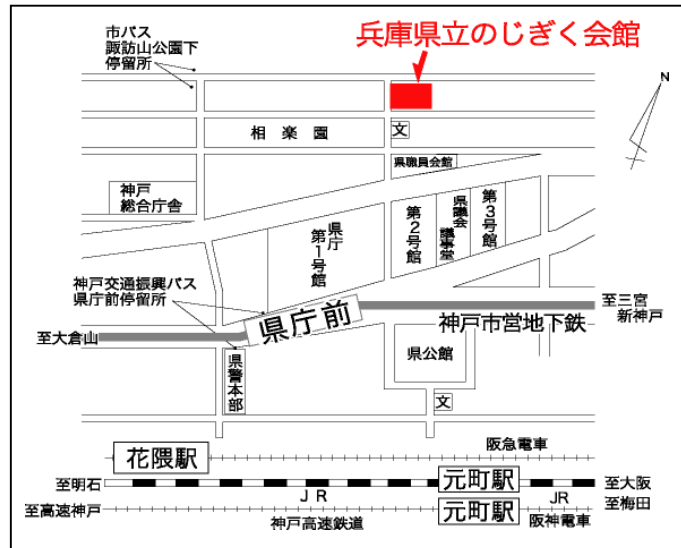 市バス
諏訪山公園下
停留所
兵庫県立のじぎく会館
N
相楽園
文
県職員会館
神戸
総合庁舎
県庁
第1号館
第2号館
県議会
議事堂
第3号館
神戸交通振興バス
県庁前停留所
県庁前
神戸市営地下鉄
至三宮
新神戸
至大倉山
県警本部
県公館
文
花隈駅
阪急電車
至明石
JR
元町駅
JR
至大阪
至梅田
至高速神戸
神戸高速鉄道
元町駅
阪神電車